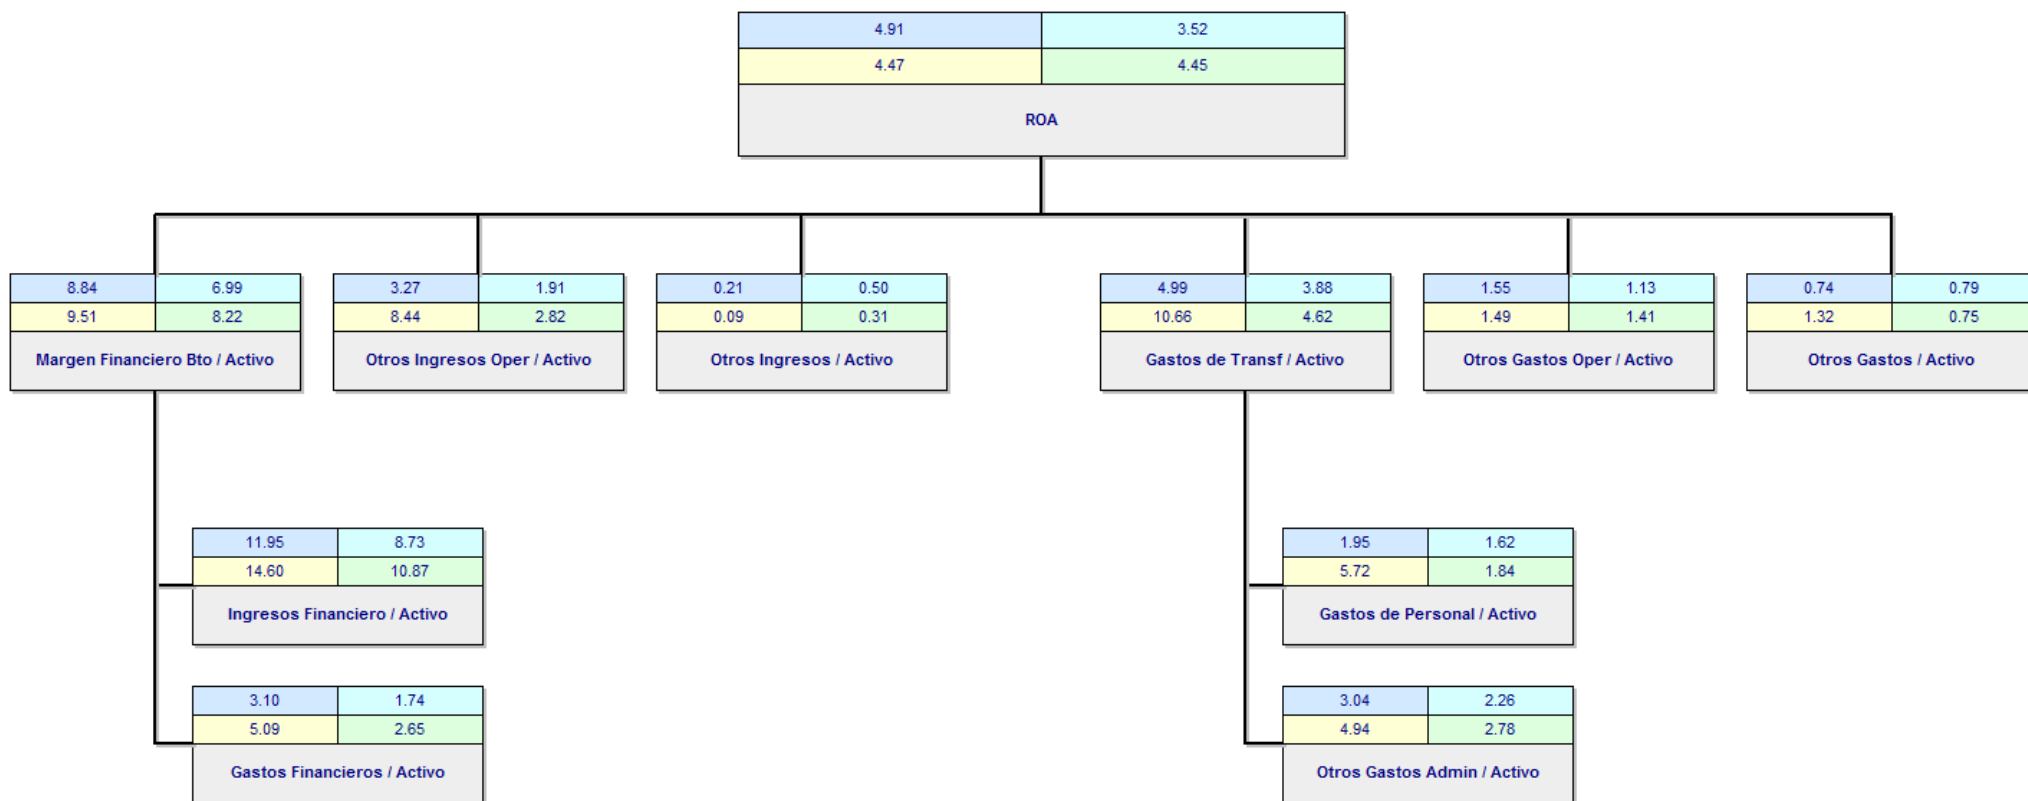 4.91 3.52
4.47 4.45
ROA
8.84 6.99
9.51 8.22
Margen Financiero Bto / Activo
3.27 1.91
8.44 2.82
Otros Ingresos Oper / Activo
0.21 0.50
0.09 0.31
Otros Ingresos / Activo
4.99 3.88
10.66 4.62
Gastos de Transf / Activo
1.55 1.13
1.49 1.41
Otros Gastos Oper / Activo
0.74 0.79
1.32 0.75
Otros Gastos / Activo
11.95 8.73
14.60 10.87
Ingresos Financiero / Activo
3.10 1.74
5.09 2.65
Gastos Financieros / Activo
1.95 1.62
5.72 1.84
Gastos de Personal / Activo
3.04 2.26
4.94 2.78
Otros Gastos Admin / Activo